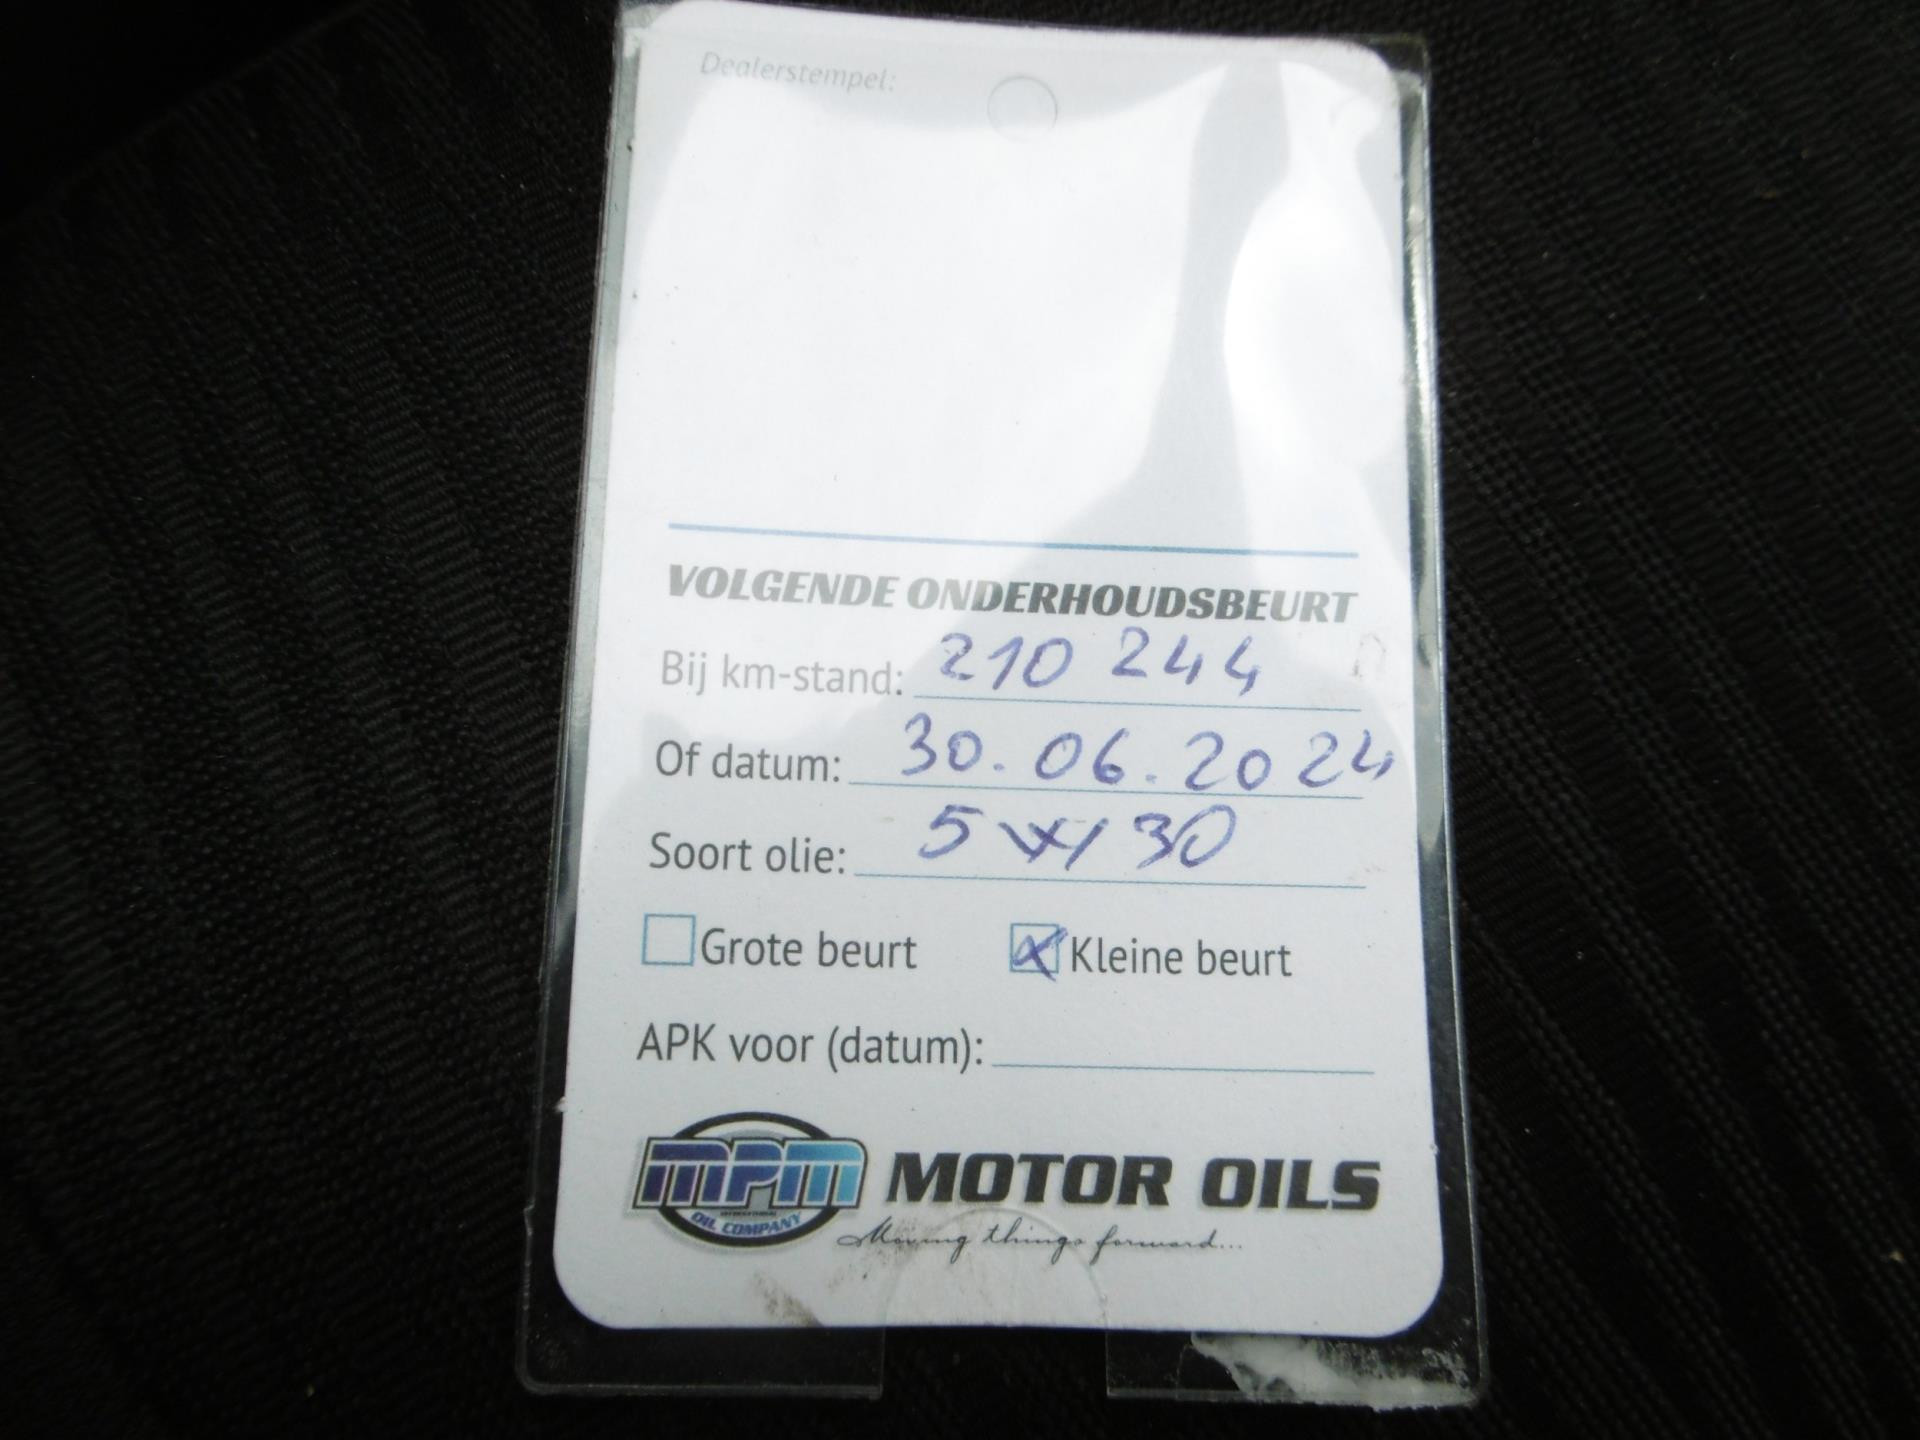 Dealerstempel:
VOLGENDE ONDERHOUDSBEURT
Bij km-stand: 210 244
Of datum: 30.06.2024
Soort olie: 5W30
Grote beurt Kleine beurt
APK voor (datum):
MPM MOTOR OILS
INTERNATIONAL
OIL COMPANY
Moving things forward...